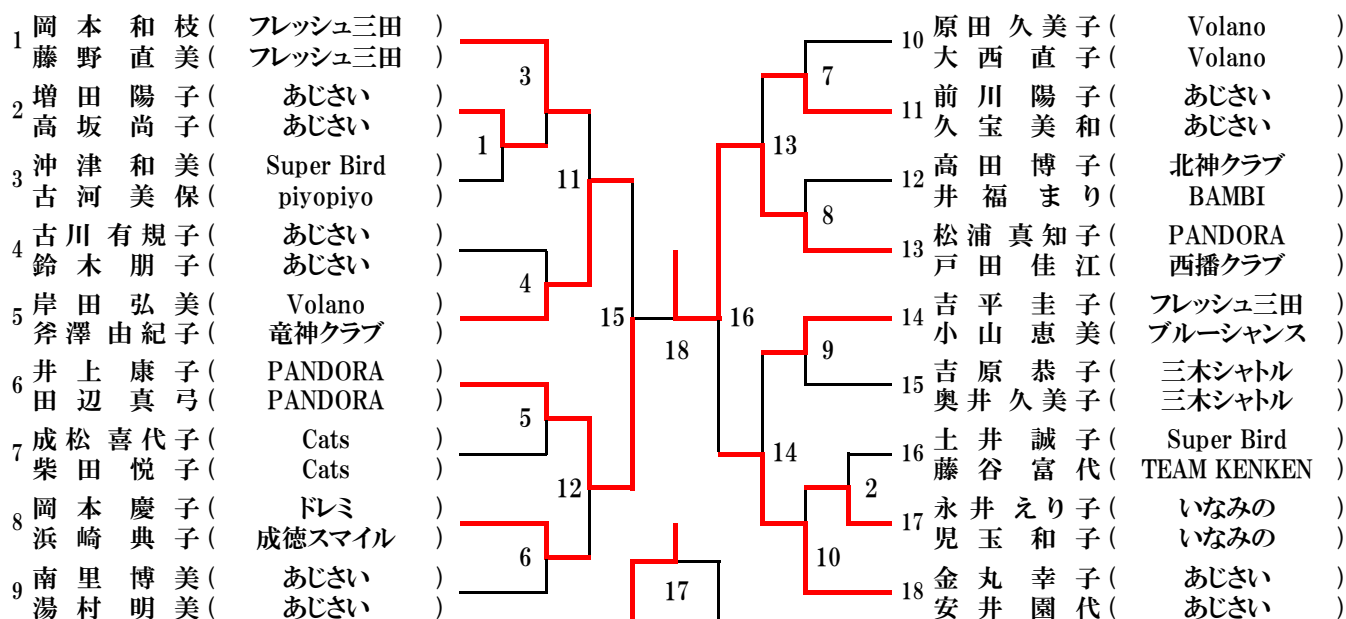 1 岡本和枝( フレッシュ三田 )
藤野直美( フレッシュ三田 )
2 増田陽子( あじさい )
高坂尚子( あじさい )
3 沖津和美( Super Bird )
古河美保( piyopiyo )
4 古川有規子( あじさい )
鈴木朋子( あじさい )
5 岸田弘美( Volano )
斧澤由紀子( 竜神クラブ )
6 井上康子( PANDORA )
田辺真弓( PANDORA )
7 成松喜代子( Cats )
柴田悦子( Cats )
8 岡本慶子( ドレミ )
浜崎典子( 成徳スマイル )
9 南里博美( あじさい )
湯村明美( あじさい )
3
1
11
4
15
5
12
6
18
17
16
7
13
8
9
14
2
10
10 原田久美子( Volano )
大西直子( Volano )
11 前川陽子( あじさい )
久宝美和( あじさい )
12 高田博子( 北神クラブ )
井福まり( BAMBI )
13 松浦真知子( PANDORA )
戸田佳江( 西播クラブ )
14 吉平圭子( フレッシュ三田 )
小山恵美( ブルーシャンス )
15 吉原恭子( 三木シャトル )
奥井久美子( 三木シャトル )
16 土井誠子( Super Bird )
藤谷富代( TEAM KENKEN )
17 永井えり子( いなみの )
児玉和子( いなみの )
18 金丸幸子( あじさい )
安井園代( あじさい )